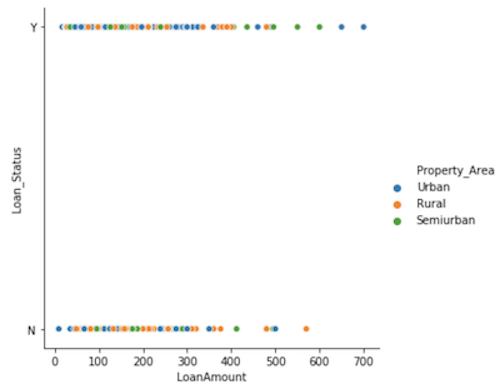 Y
Loan_Status
N
0 100 200 300 400 500 600 700
LoanAmount
Property_Area
Urban
Rural
Semiurban